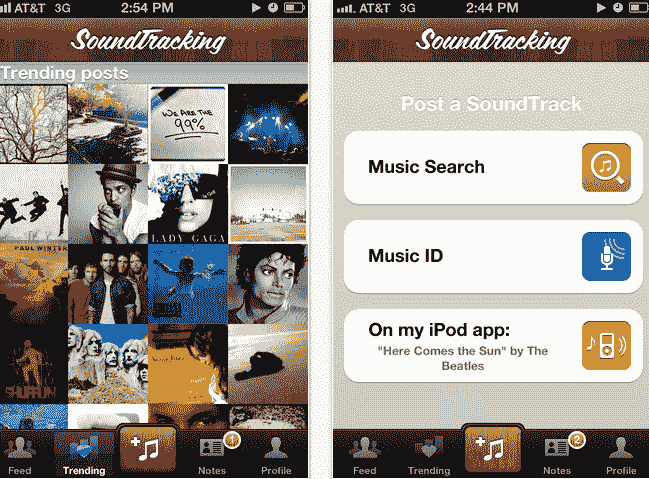 AT&T 3G 2:54 PM
SoundTracking
Trending posts
WE ARE THE
99%
LADY GAGA
PAUL WINTER
Feed
Trending
Notes
1
Profile
AT&T 3G 2:44 PM
SoundTracking
Post a SoundTrack
Music Search
Music ID
On my iPod app:
"Here Comes the Sun" by The
Beatles
Feed
Trending
Notes
2
Profile